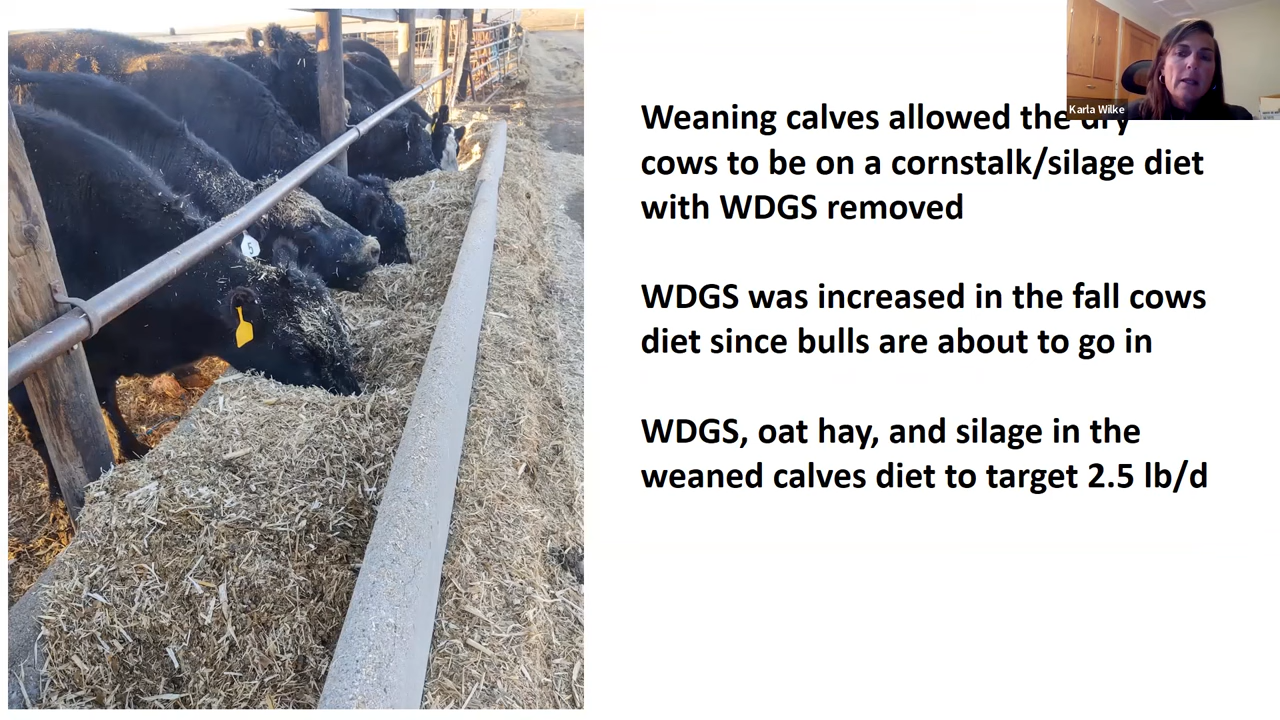 Karla Wilke
Weaning calves allowed the dry
cows to be on a cornstalk/silage diet
with WDGS removed
WDGS was increased in the fall cows
diet since bulls are about to go in
WDGS, oat hay, and silage in the
weaned calves diet to target 2.5 lb/d
5